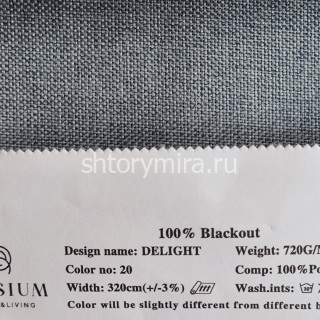 shtorymira.ru
100% Blackout
Design name: DELIGHT Weight: 720G/M
Color no: 20 Comp: 100%Po
Width: 320cm(+/-3%) Wash.ints:
SIUM
&LIVING
Color will be slightly different from different b